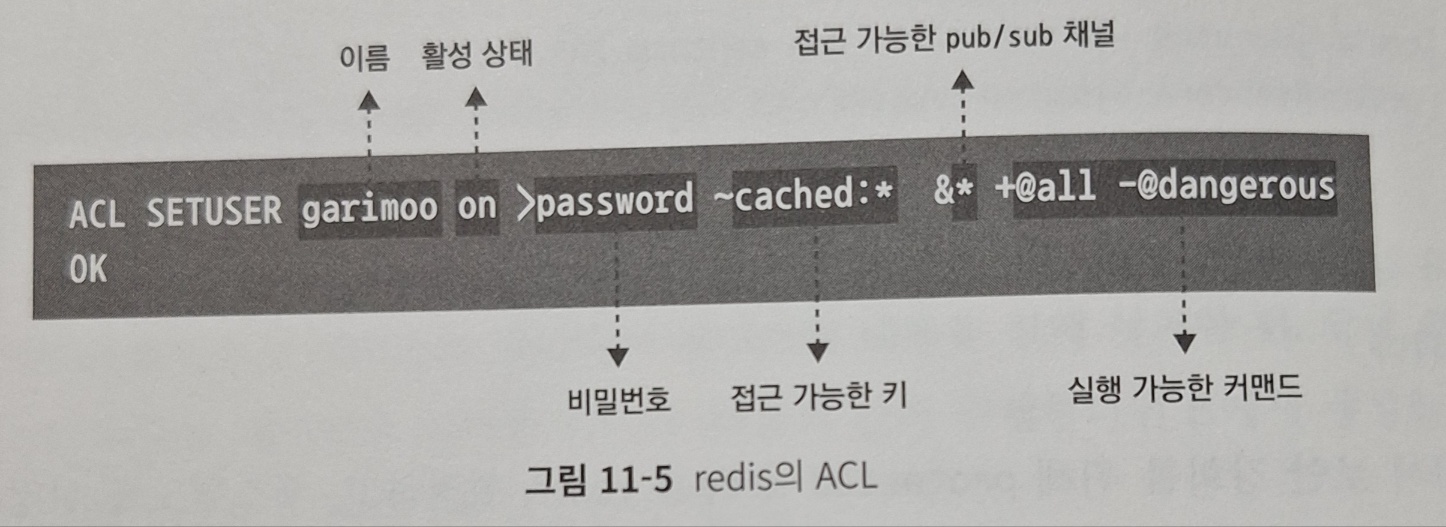 이름 활성 상태 접근 가능한 pub/sub 채널
ACL SETUSER garimoo on >password ~cached:* &* +@all -@dangerous
OK
비밀번호 접근 가능한 키 실행 가능한 커맨드
그림 11-5 redis의 ACL